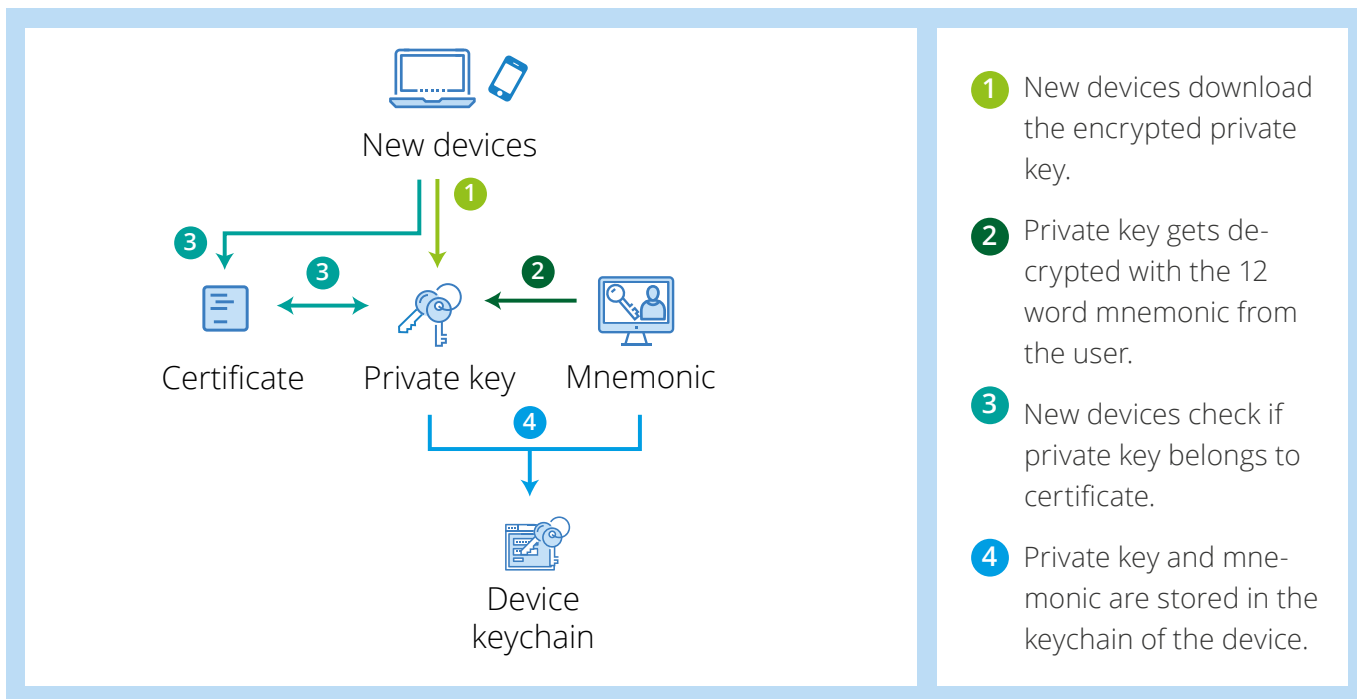 New devices
1
3
3
2
Certificate
Private key
Mnemonic
4
Device
keychain
1 New devices download
the encrypted private
key.
2 Private key gets de-
crypted with the 12
word mnemonic from
the user.
3 New devices check if
private key belongs to
certificate.
4 Private key and mne-
monic are stored in the
keychain of the device.